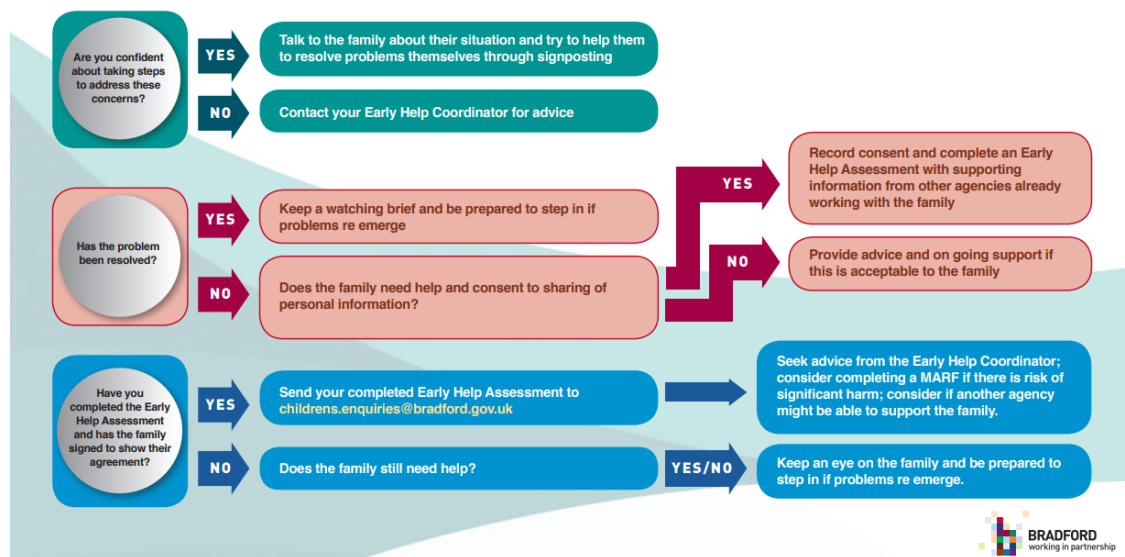 Are you confident
about taking steps
to address these
concerns?
YES
Talk to the family about their situation and try to help them
to resolve problems themselves through signposting
NO
Contact your Early Help Coordinator for advice
Has the problem
been resolved?
YES
Keep a watching brief and be prepared to step in if
problems re emerge
NO
Does the family need help and consent to sharing of
personal information?
YES
Record consent and complete an Early
Help Assessment with supporting
information from other agencies already
working with the family
NO
Provide advice and on going support if
this is acceptable to the family
Have you
completed the Early
Help Assessment
and has the family
signed to show their
agreement?
YES
Send your completed Early Help Assessment to
childrens.enquiries@bradford.gov.uk
Seek advice from the Early Help Coordinator;
consider completing a MARF if there is risk of
significant harm; consider if another agency
might be able to support the family.
NO
Does the family still need help?
YES/NO
Keep an eye on the family and be prepared to
step in if problems re emerge.
BRADFORD
working in partnership